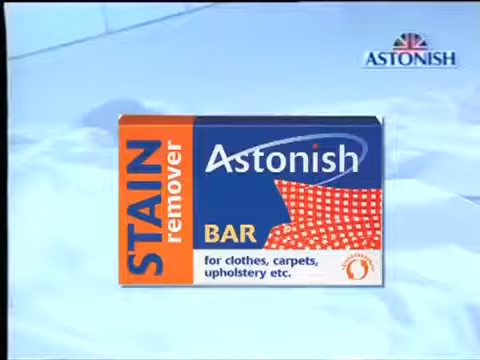 ASTONISH
STAIN
remover
Astonish
BAR
for clothes, carpets,
upholstery etc.